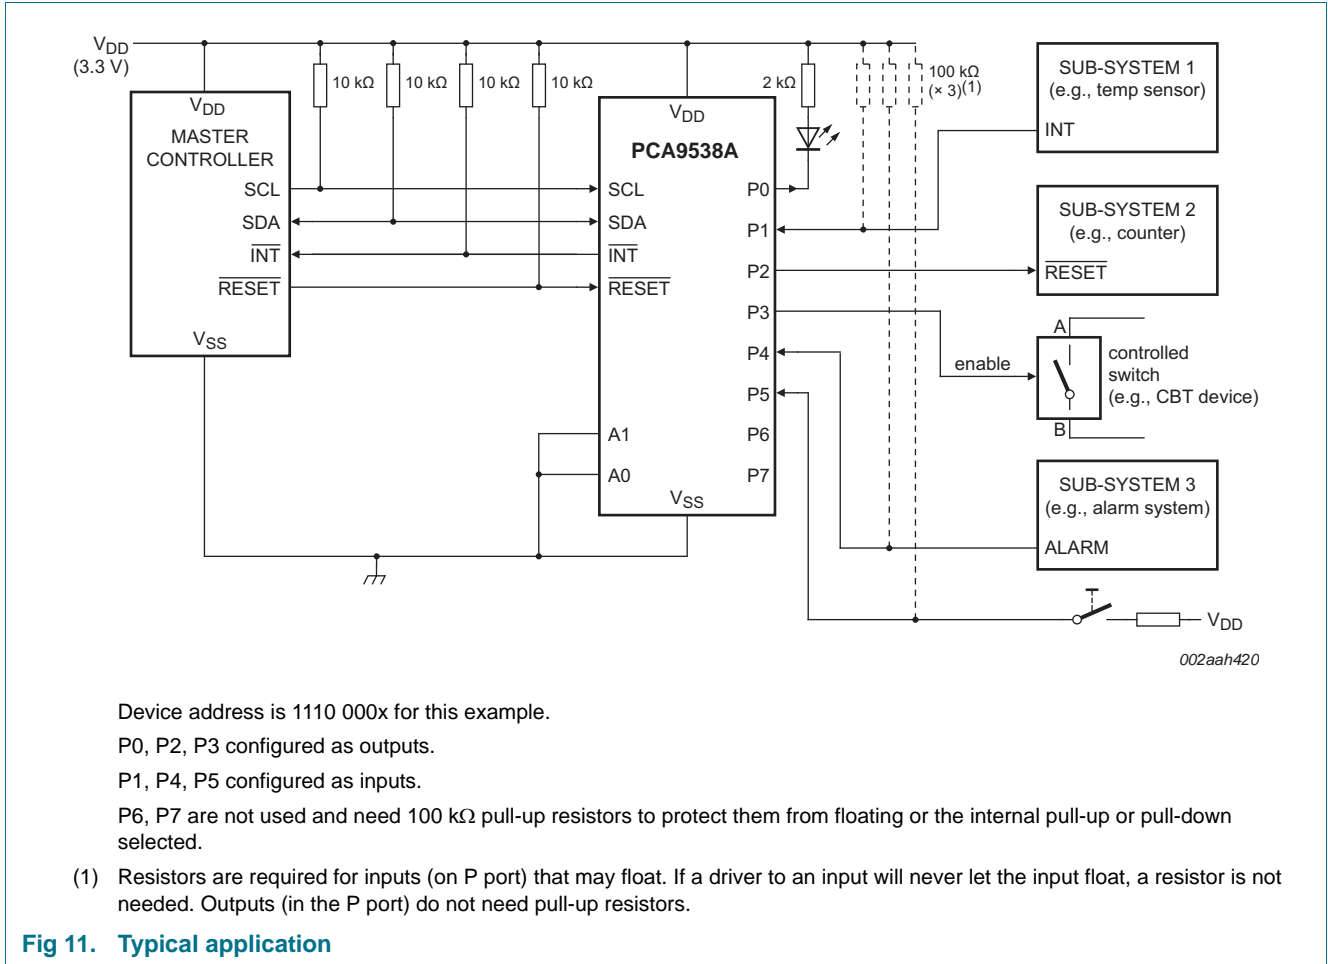 VDD
(3.3 V)
10 kΩ
10 kΩ
10 kΩ
10 kΩ
2 kΩ
100 kΩ
(× 3)(1)
VDD
MASTER
CONTROLLER
SCL
SDA
INT
RESET
VSS
VDD
PCA9538A
SCL
SDA
INT
RESET
A1
A0
VSS
P0
P1
P2
P3
P4
P5
P6
P7
SUB-SYSTEM 1
(e.g., temp sensor)
INT
SUB-SYSTEM 2
(e.g., counter)
RESET
enable
A
B
controlled
switch
(e.g., CBT device)
SUB-SYSTEM 3
(e.g., alarm system)
ALARM
VDD
002aah420
Device address is 1110 000x for this example.
P0, P2, P3 configured as outputs.
P1, P4, P5 configured as inputs.
P6, P7 are not used and need 100 kΩ pull-up resistors to protect them from floating or the internal pull-up or pull-down
selected.
(1) Resistors are required for inputs (on P port) that may float. If a driver to an input will never let the input float, a resistor is not
needed. Outputs (in the P port) do not need pull-up resistors.
Fig 11. Typical application